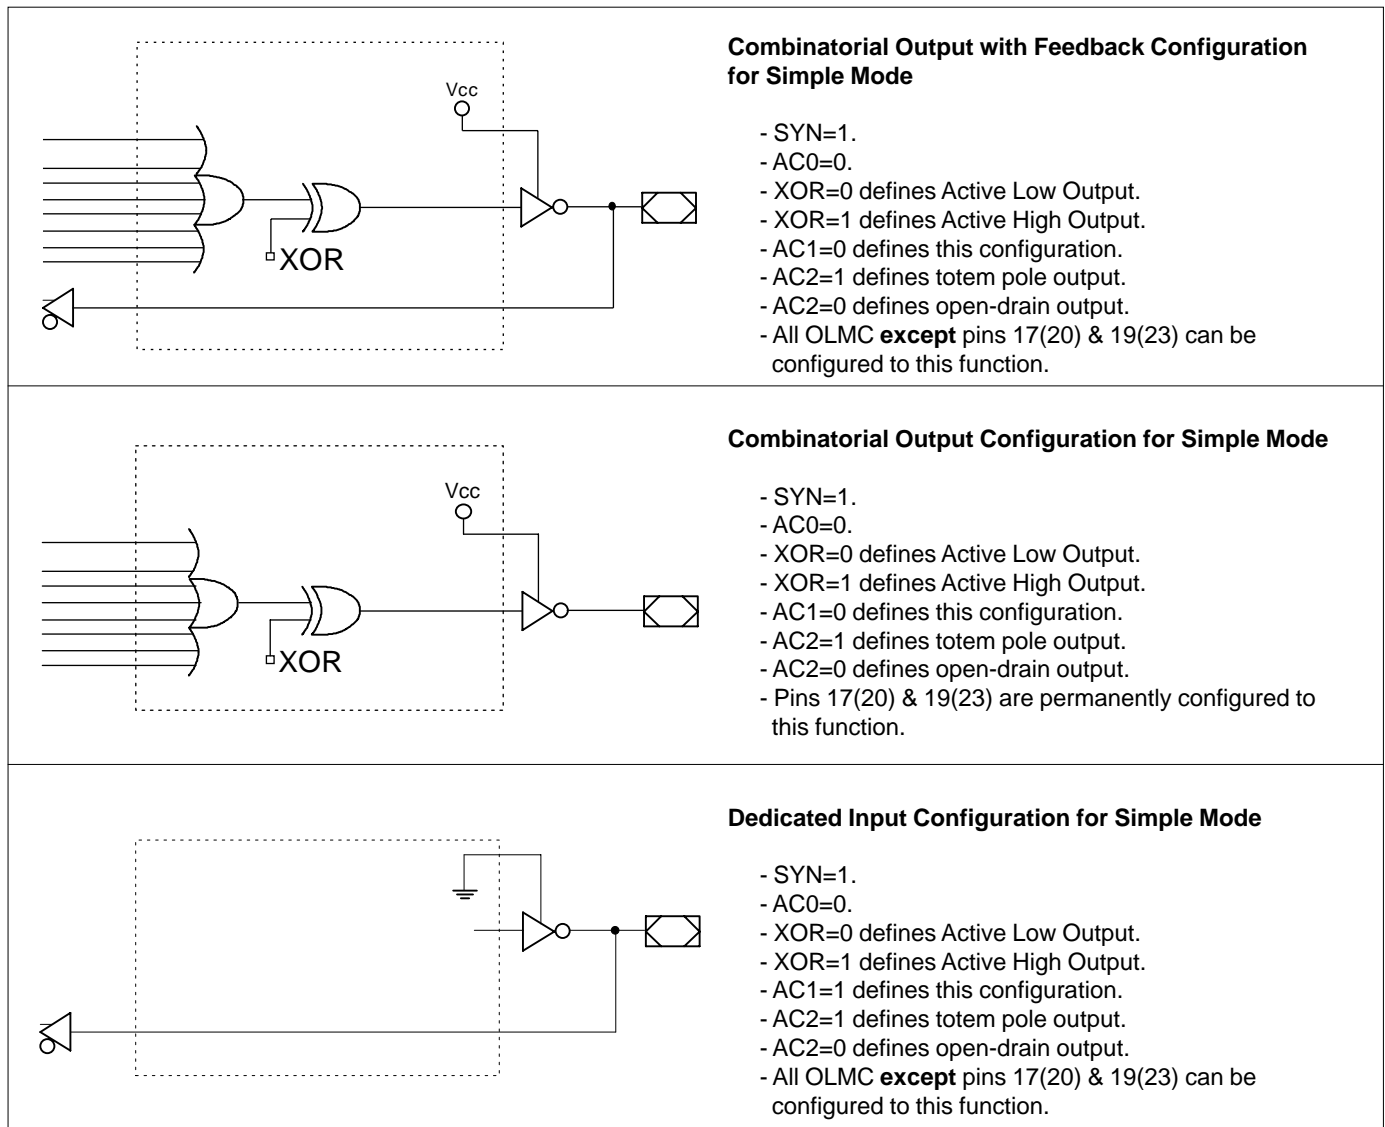 Combinatorial Output with Feedback Configuration
for Simple Mode
Vcc
XOR
- SYN=1.
- AC0=0.
- XOR=0 defines Active Low Output.
- XOR=1 defines Active High Output.
- AC1=0 defines this configuration.
- AC2=1 defines totem pole output.
- AC2=0 defines open-drain output.
- All OLMC except pins 17(20) & 19(23) can be
configured to this function.
Combinatorial Output Configuration for Simple Mode
Vcc
XOR
- SYN=1.
- AC0=0.
- XOR=0 defines Active Low Output.
- XOR=1 defines Active High Output.
- AC1=0 defines this configuration.
- AC2=1 defines totem pole output.
- AC2=0 defines open-drain output.
- Pins 17(20) & 19(23) are permanently configured to
this function.
Dedicated Input Configuration for Simple Mode
- SYN=1.
- AC0=0.
- XOR=0 defines Active Low Output.
- XOR=1 defines Active High Output.
- AC1=1 defines this configuration.
- AC2=1 defines totem pole output.
- AC2=0 defines open-drain output.
- All OLMC except pins 17(20) & 19(23) can be
configured to this function.